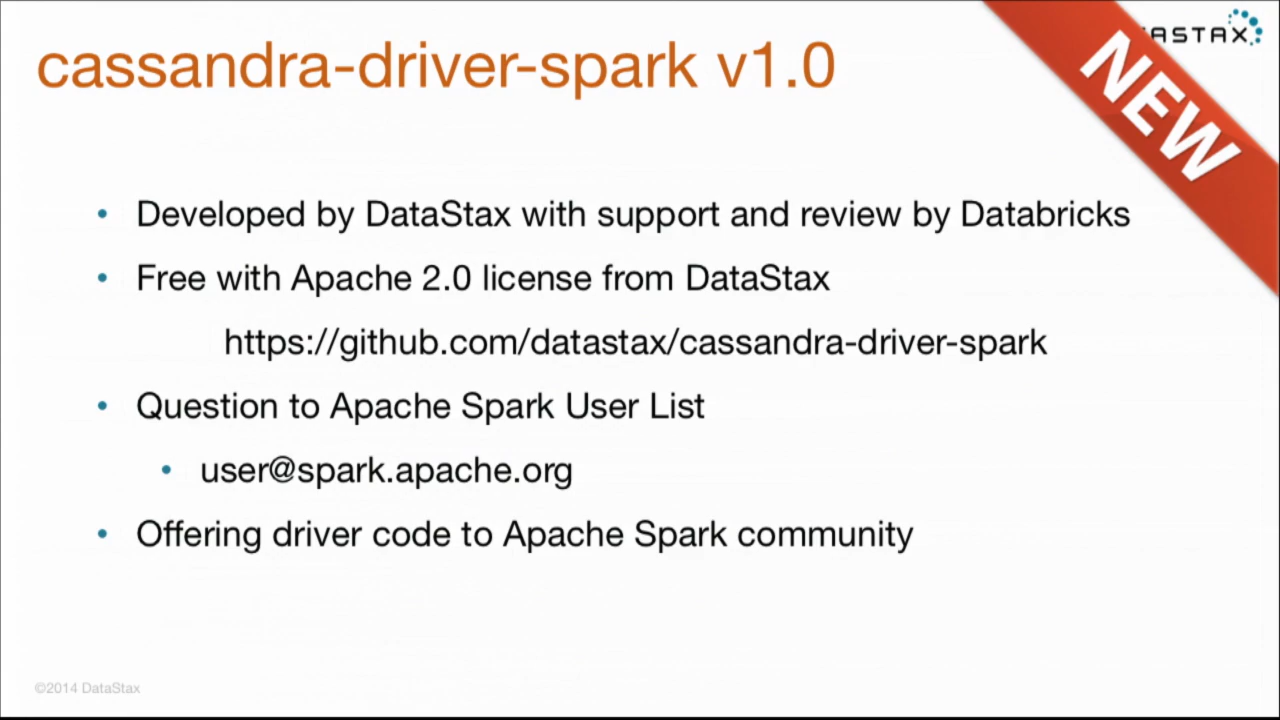 cassandra-driver-spark v1.0
ASTAX
NEW
• Developed by DataStax with support and review by Databricks
• Free with Apache 2.0 license from DataStax
https://github.com/datastax/cassandra-driver-spark
• Question to Apache Spark User List
• user@spark.apache.org
• Offering driver code to Apache Spark community
©2014 DataStax